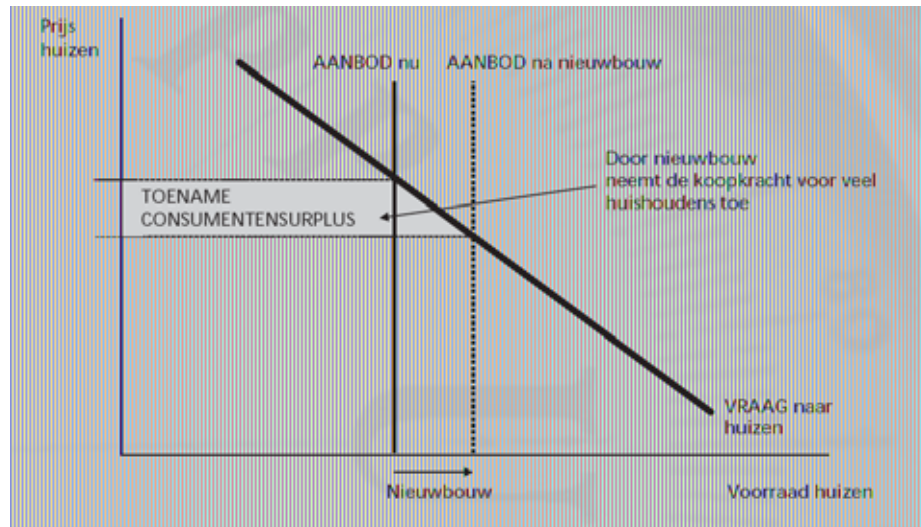 Prijs
huizen
AANBOD nu
AANBOD na nieuwbouw
Door nieuwbouw
neemt de koopkracht voor veel
huishoudens toe
TOENAME
CONSUMENTENSURPLUS
VRAAG naar
huizen
Nieuwbouw
Voorraad huizen